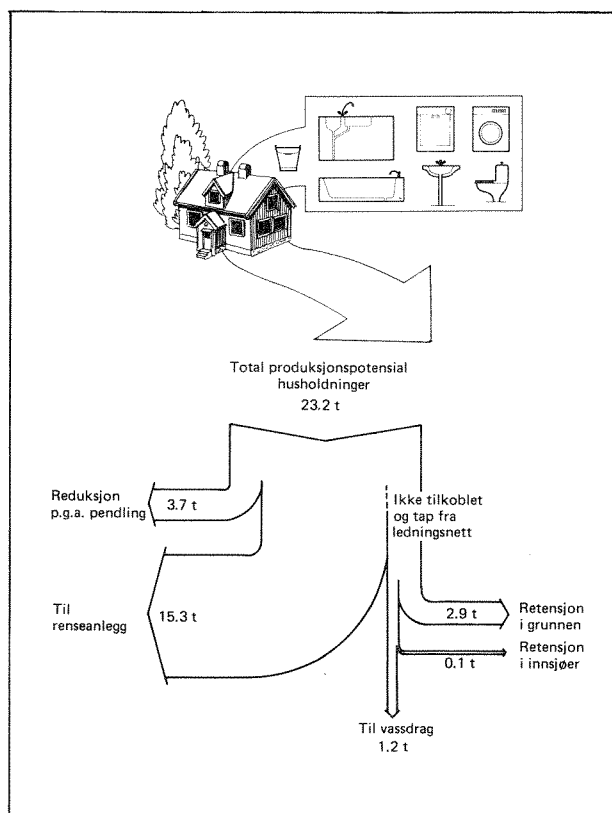 Total produksjonspotensial
husholdninger
23.2 t
Reduksjon
p.g.a. pendling
3.7 t
Ikke tilkoblet
og tap fra
ledningsnett
Til
renseanlegg
15.3 t
2.9 t
Retensjon
i grunnen
0.1 t
Retensjon
i innsjøer
Til vassdrag
1.2 t